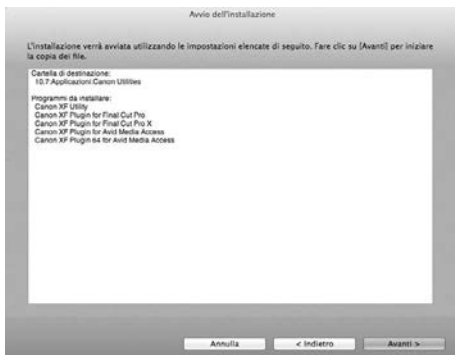 Avvio dell'installazione
L'installazione verrà avviata utilizzando le impostazioni elencate di seguito. Fare clic su [Avanti] per iniziare
la copia dei file.
Cartella di destinazione:
10.7:Applicazioni:Canon Utilities
Programmi da installare:
Canon XF Utility
Canon XF Plugin for Final Cut Pro
Canon XF Plugin for Final Cut Pro X
Canon XF Plugin for Avid Media Access
Canon XF Plugin 64 for Avid Media Access
Annulla
< Indietro
Avanti >